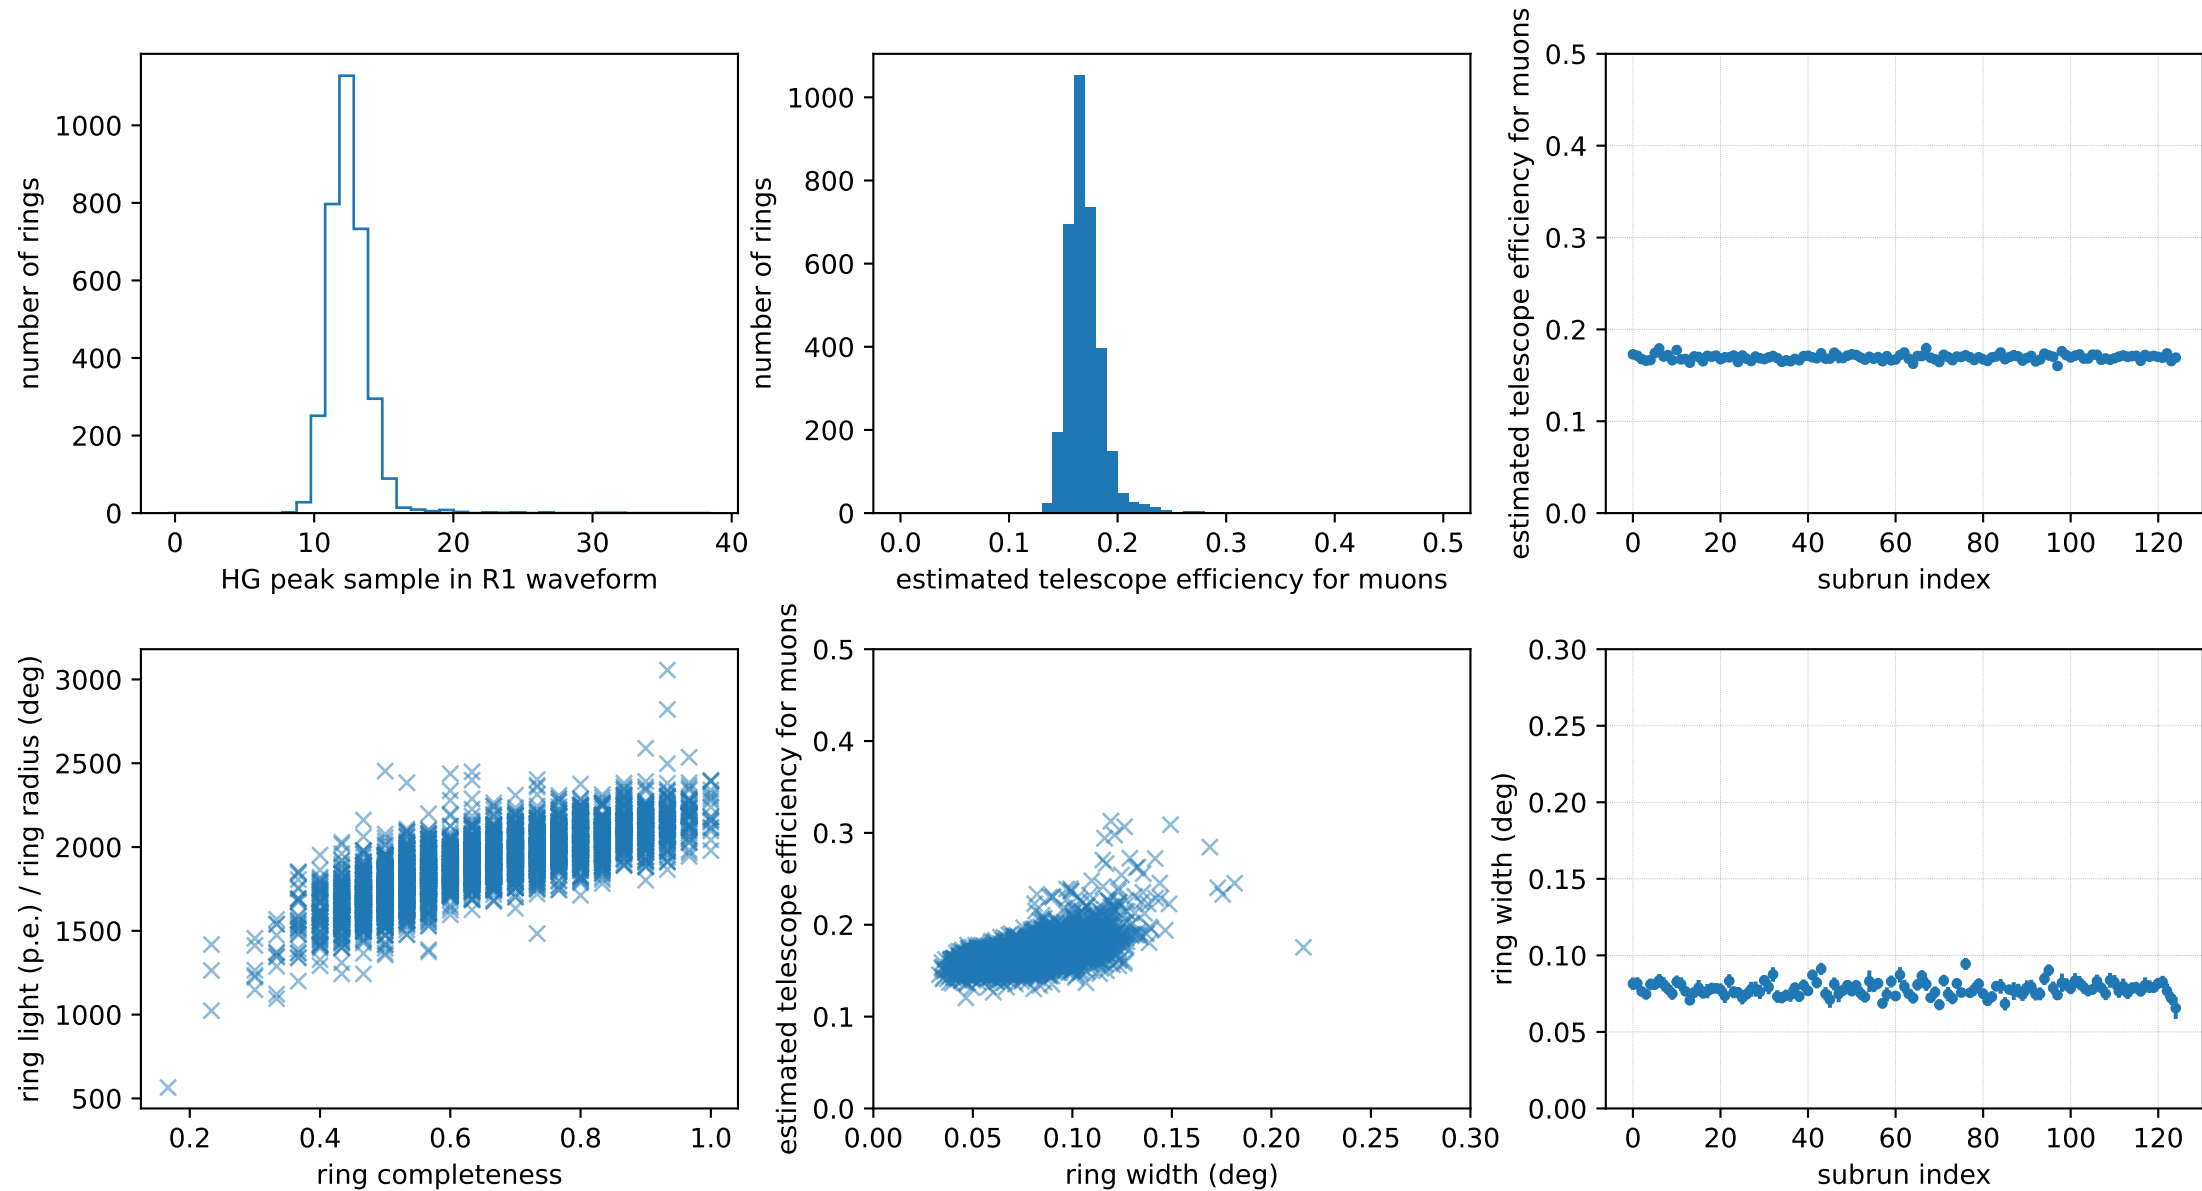 number of rings
1000
800
600
400
200
0
0 10 20 30 40
HG peak sample in R1 waveform
number of rings
1000
800
600
400
200
0
0.0 0.1 0.2 0.3 0.4 0.5
estimated telescope efficiency for muons
estimated telescope efficiency for muons
0.5
0.4
0.3
0.2
0.1
0.0
0 20 40 60 80 100 120
subrun index
ring light (p.e.) / ring radius (deg)
3000
2500
2000
1500
1000
500
0.2 0.4 0.6 0.8 1.0
ring completeness
estimated telescope efficiency for muons
0.5
0.4
0.3
0.2
0.1
0.0
0.00 0.05 0.10 0.15 0.20 0.25 0.30
ring width (deg)
ring width (deg)
0.30
0.25
0.20
0.15
0.10
0.05
0.00
0 20 40 60 80 100 120
subrun index